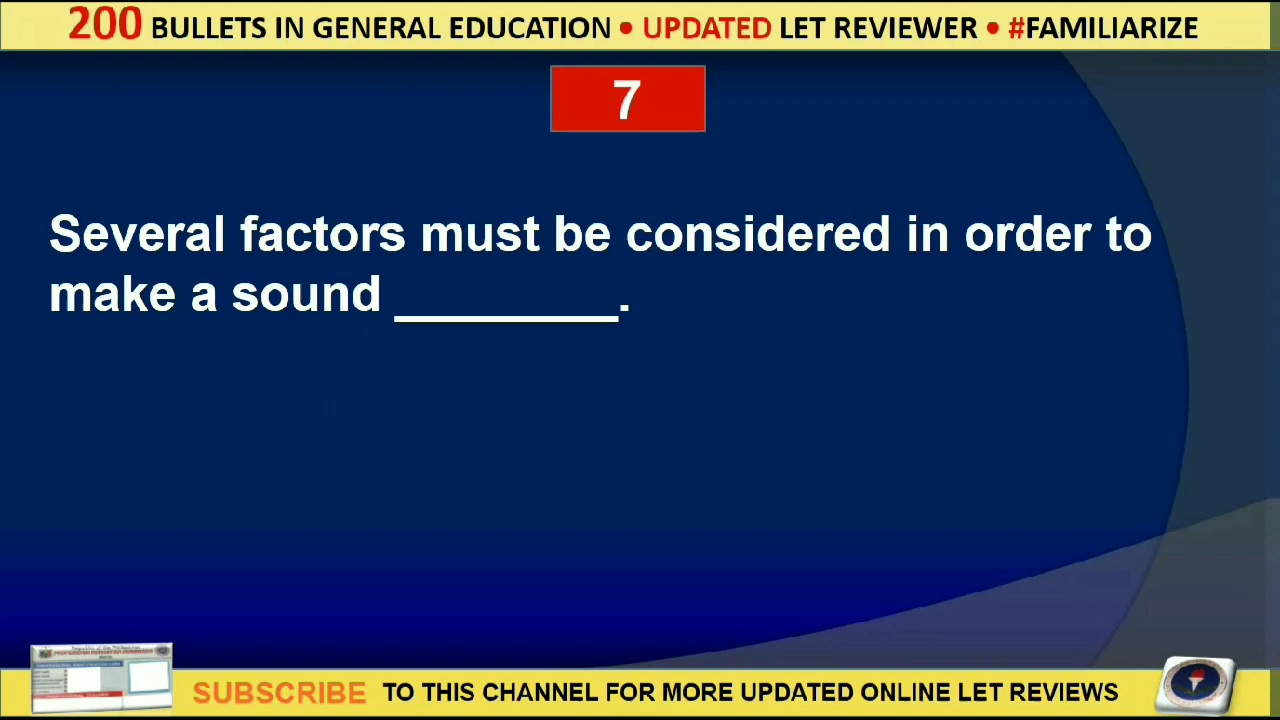 200 BULLETS IN GENERAL EDUCATION • UPDATED LET REVIEWER • #FAMILIARIZE
7
Several factors must be considered in order to
make a sound ________.
SUBSCRIBE TO THIS CHANNEL FOR MORE UPDATED ONLINE LET REVIEWS